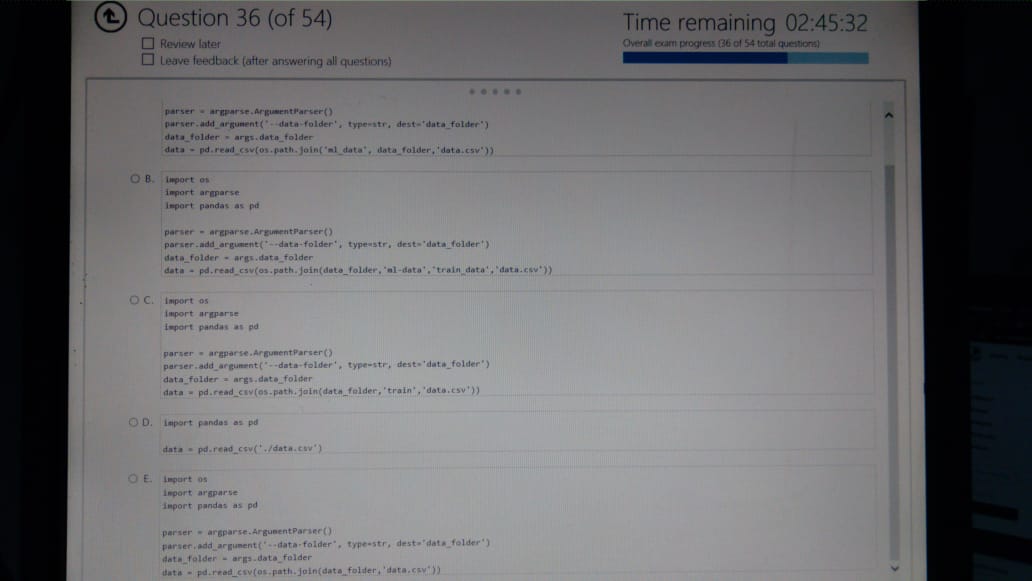 Question 36 (of 54)
Time remaining 02:45:32
Review later
Overall exam progress (36 of 54 total questions)
Leave feedback (after answering all questions)
parser = argparse.ArgumentParser()
parser.add_argument('--data-folder', type=str, dest='data_folder')
data_folder = args.data_folder
data = pd.read_csv(os.path.join('ml_data', data_folder,'data.csv'))
B. import os
import argparse
import pandas as pd
parser = argparse.ArgumentParser()
parser.add_argument('--data-folder', type=str, dest='data_folder')
data_folder = args.data_folder
data = pd.read_csv(os.path.join(data_folder,'ml-data','train_data','data.csv'))
C. import os
import argparse
import pandas as pd
parser = argparse.ArgumentParser()
parser.add_argument('--data-folder', type=str, dest='data_folder')
data_folder = args.data_folder
data = pd.read_csv(os.path.join(data_folder,'train','data.csv'))
D. import pandas as pd
data = pd.read_csv('./data.csv')
E. import os
import argparse
import pandas as pd
parser = argparse.ArgumentParser()
parser.add_argument('--data-folder', type=str, dest='data_folder')
data_folder = args.data_folder
data = pd.read_csv(os.path.join(data_folder,'data.csv'))